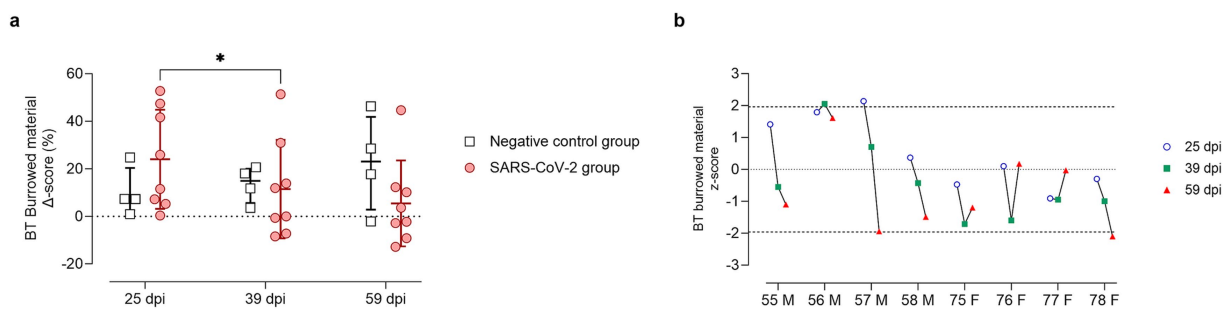 a
BT Burrowed material
Δ-score (%)
60
40
20
0
-20
*
25 dpi
39 dpi
59 dpi
Negative control group
SARS-CoV-2 group
b
BT burrowed material
z-score
3
2
1
0
-1
-2
-3
55 M
56 M
57 M
58 M
75 F
76 F
77 F
78 F
25 dpi
39 dpi
59 dpi